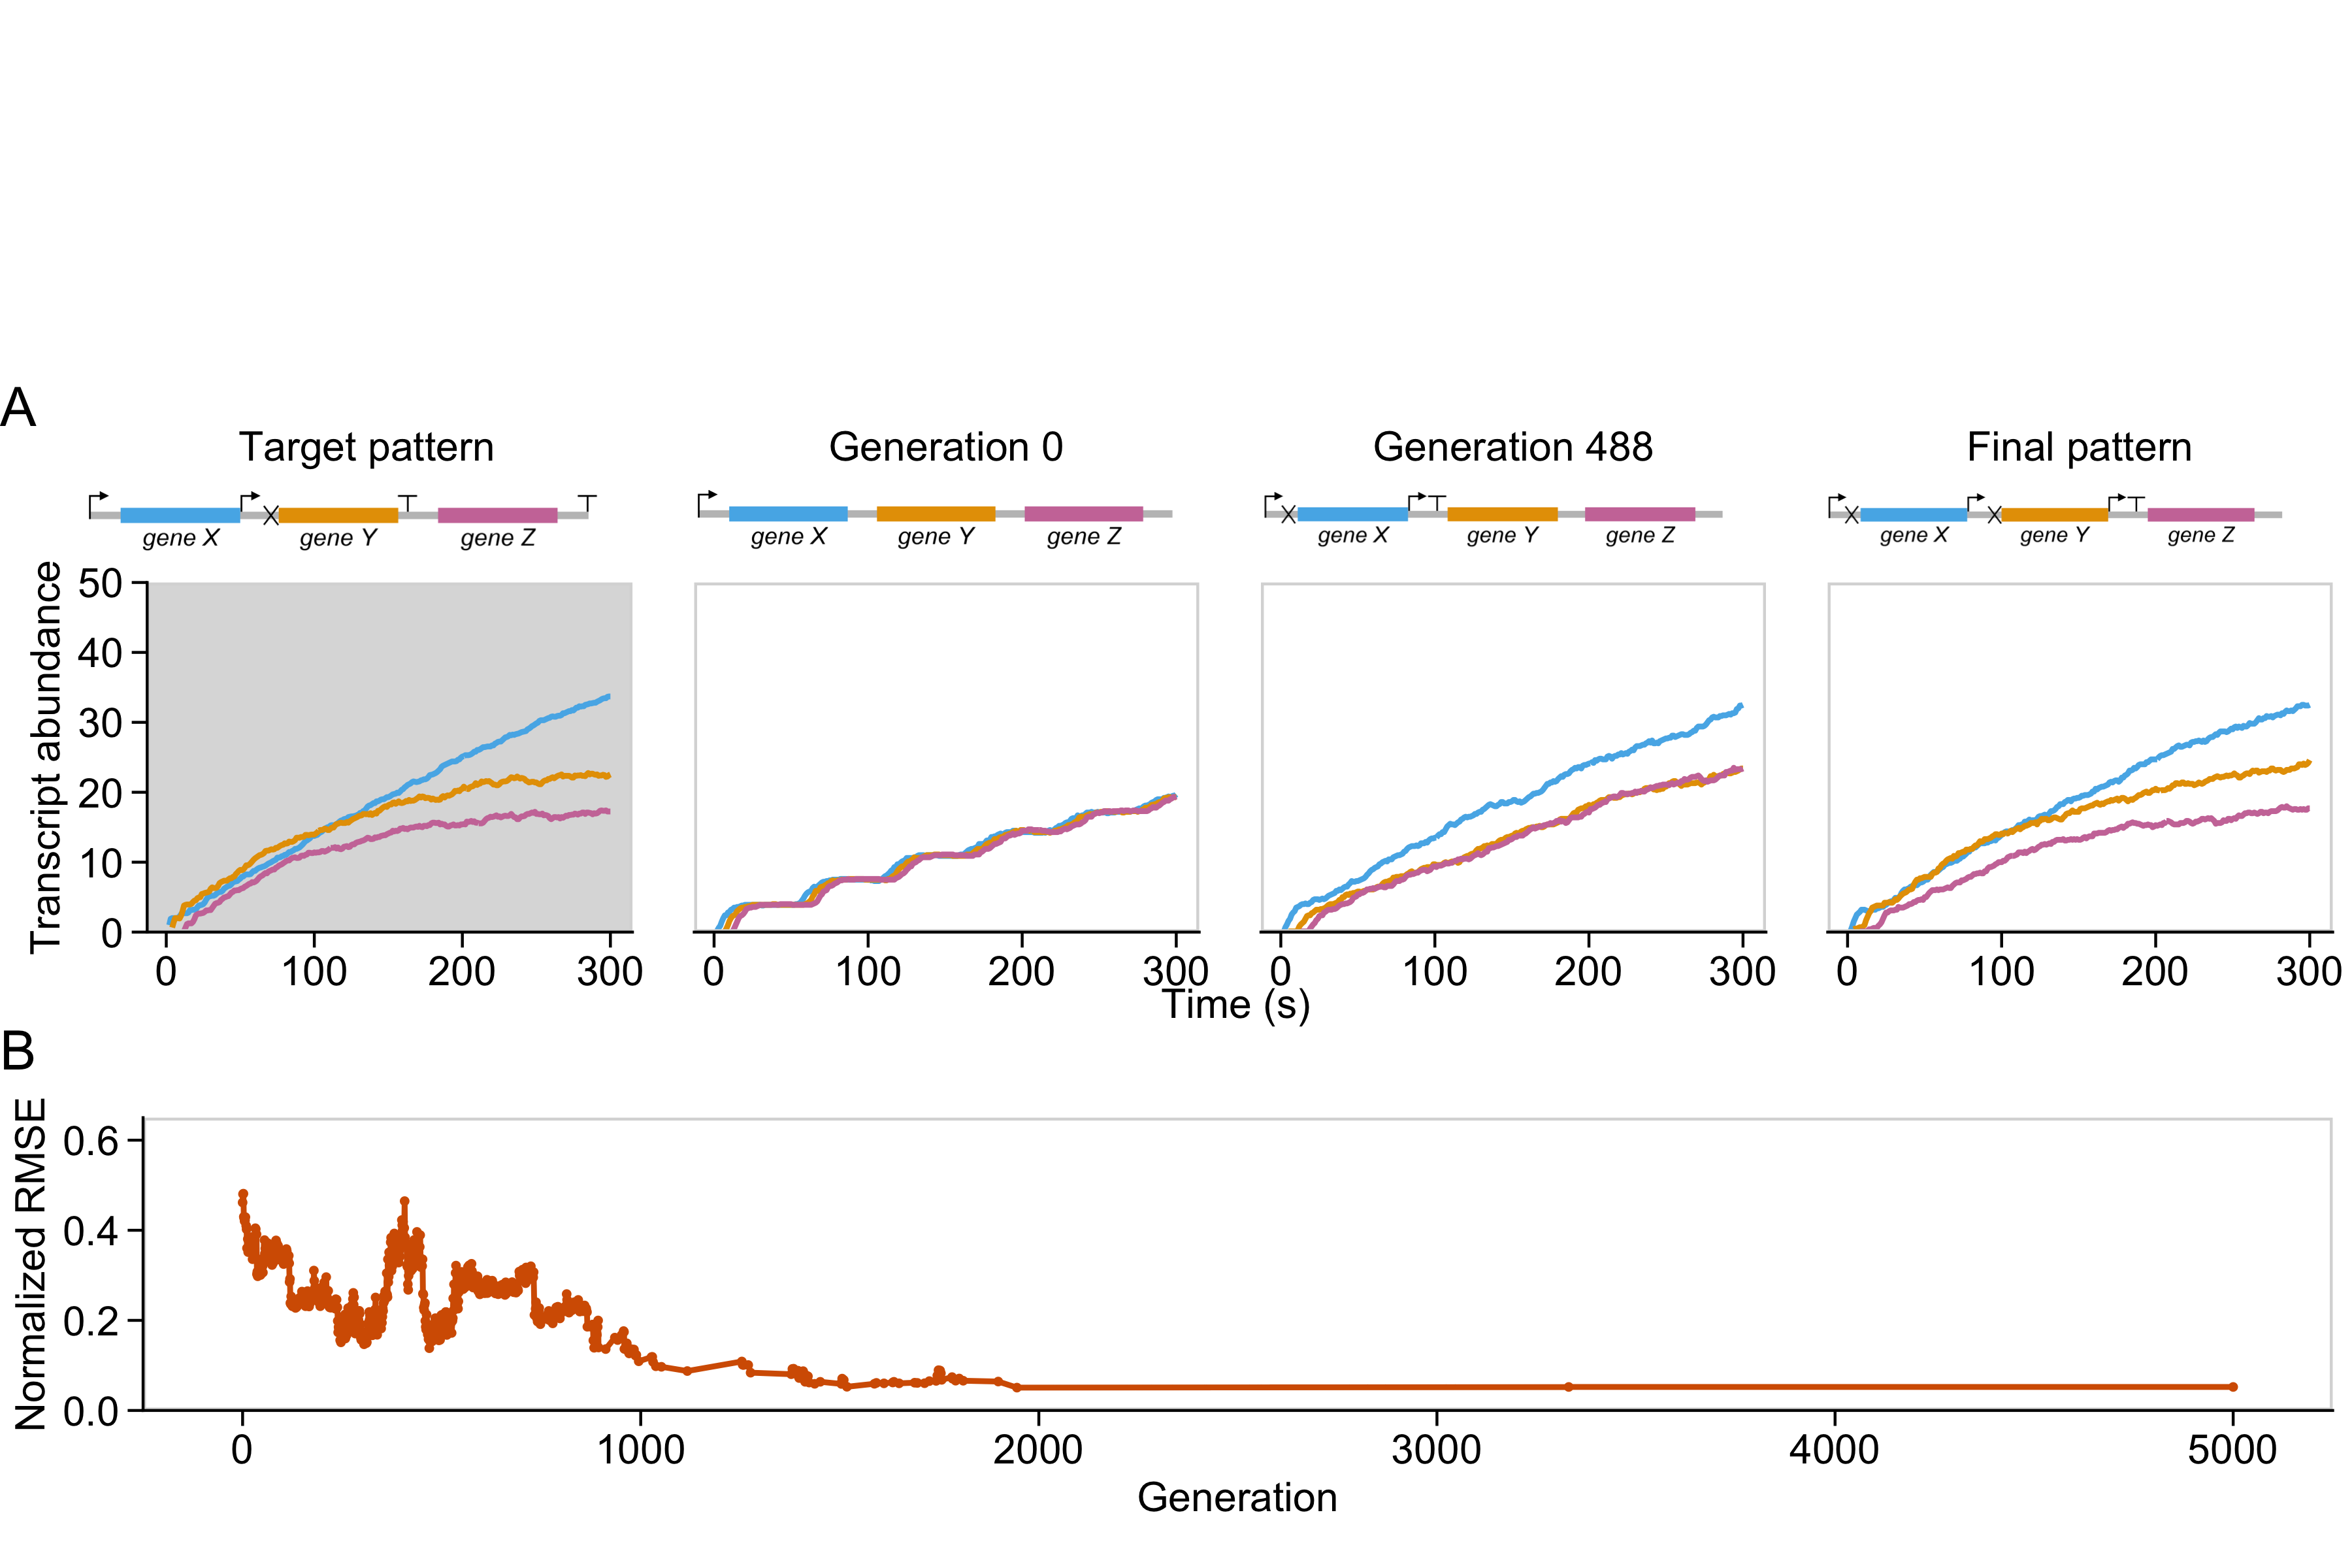 A
Target pattern
Generation 0
Generation 488
Final pattern
gene X gene Y gene Z
gene X gene Y gene Z
gene X gene Y gene Z
gene X gene Y gene Z
Transcript abundance
50
40
30
20
10
0
0 100 200 300
0 100 200 300
0 100 200 300
0 100 200 300
Time (s)
B
Normalized RMSE
0.6
0.4
0.2
0.0
0 1000 2000 3000 4000 5000
Generation